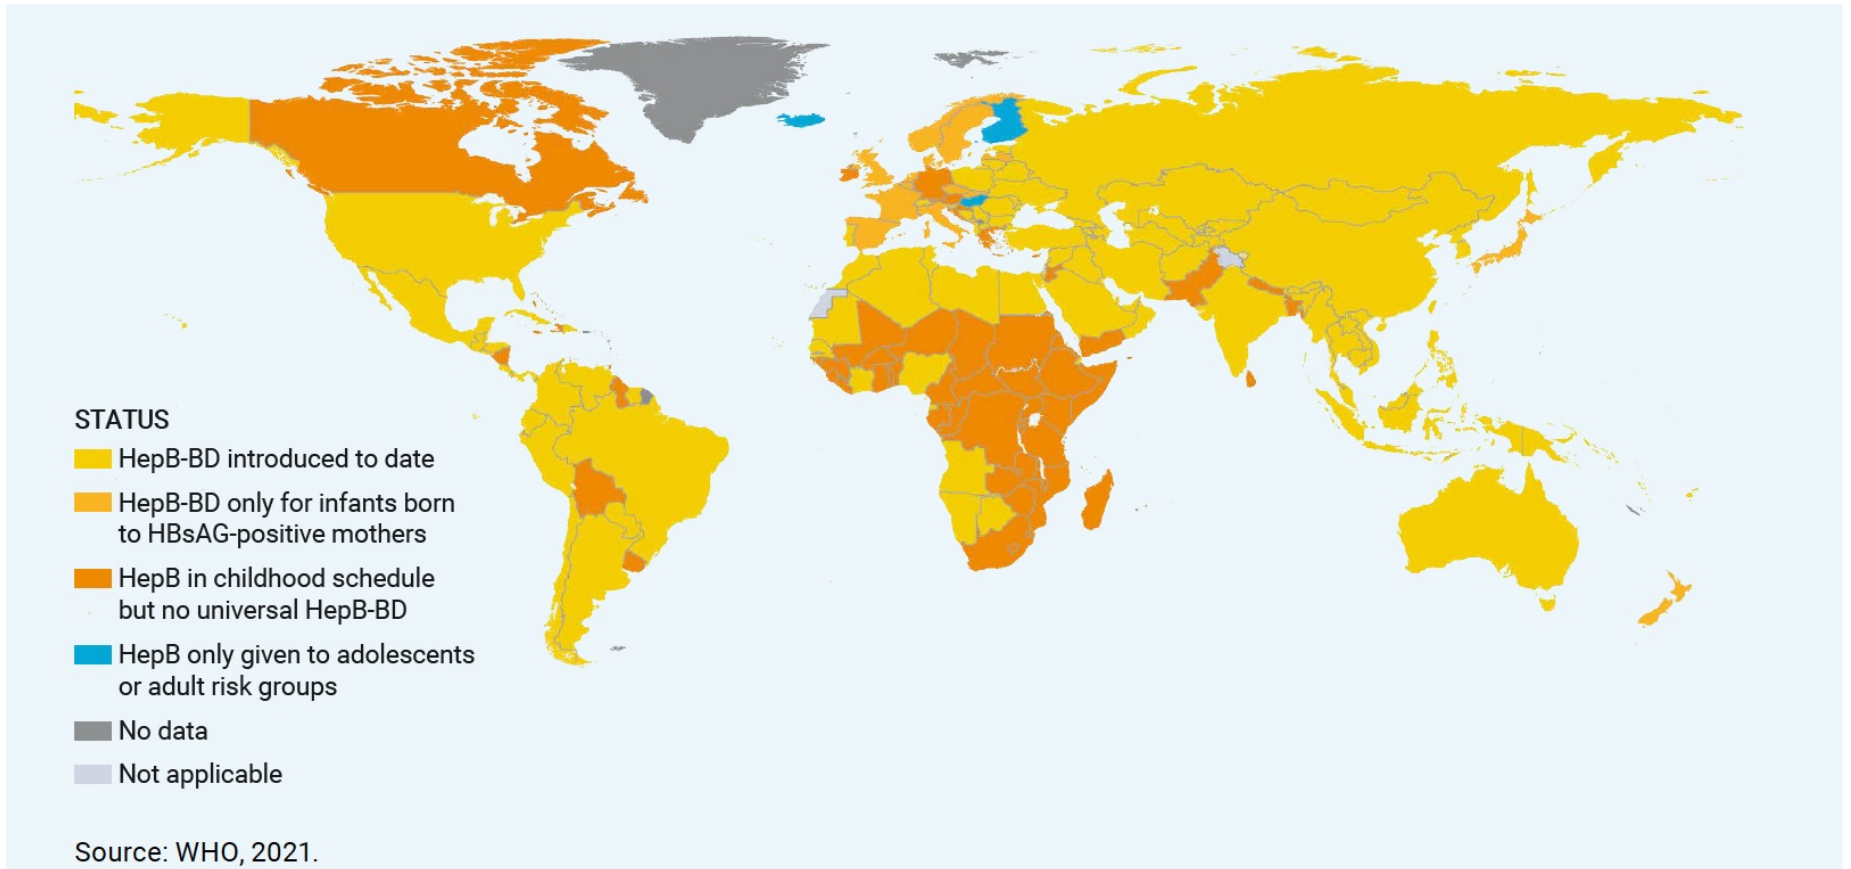 STATUS
HepB-BD introduced to date
HepB-BD only for infants born
to HBsAG-positive mothers
HepB in childhood schedule
but no universal HepB-BD
HepB only given to adolescents
or adult risk groups
No data
Not applicable
Source: WHO, 2021.